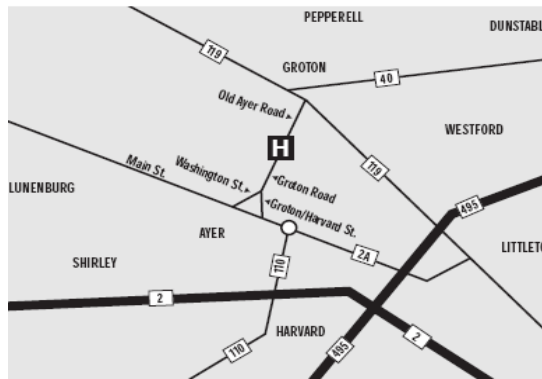 PEPPERELL
DUNSTABL
119
GROTON
40
Old Ayer Road
WESTFORD
H
Main St.
Washington St.
Groton Road
119
LUNENBURG
Groton/Harvard St.
495
AYER
2A
LITTLETO
SHIRLEY
110
2
HARVARD
2
110
495